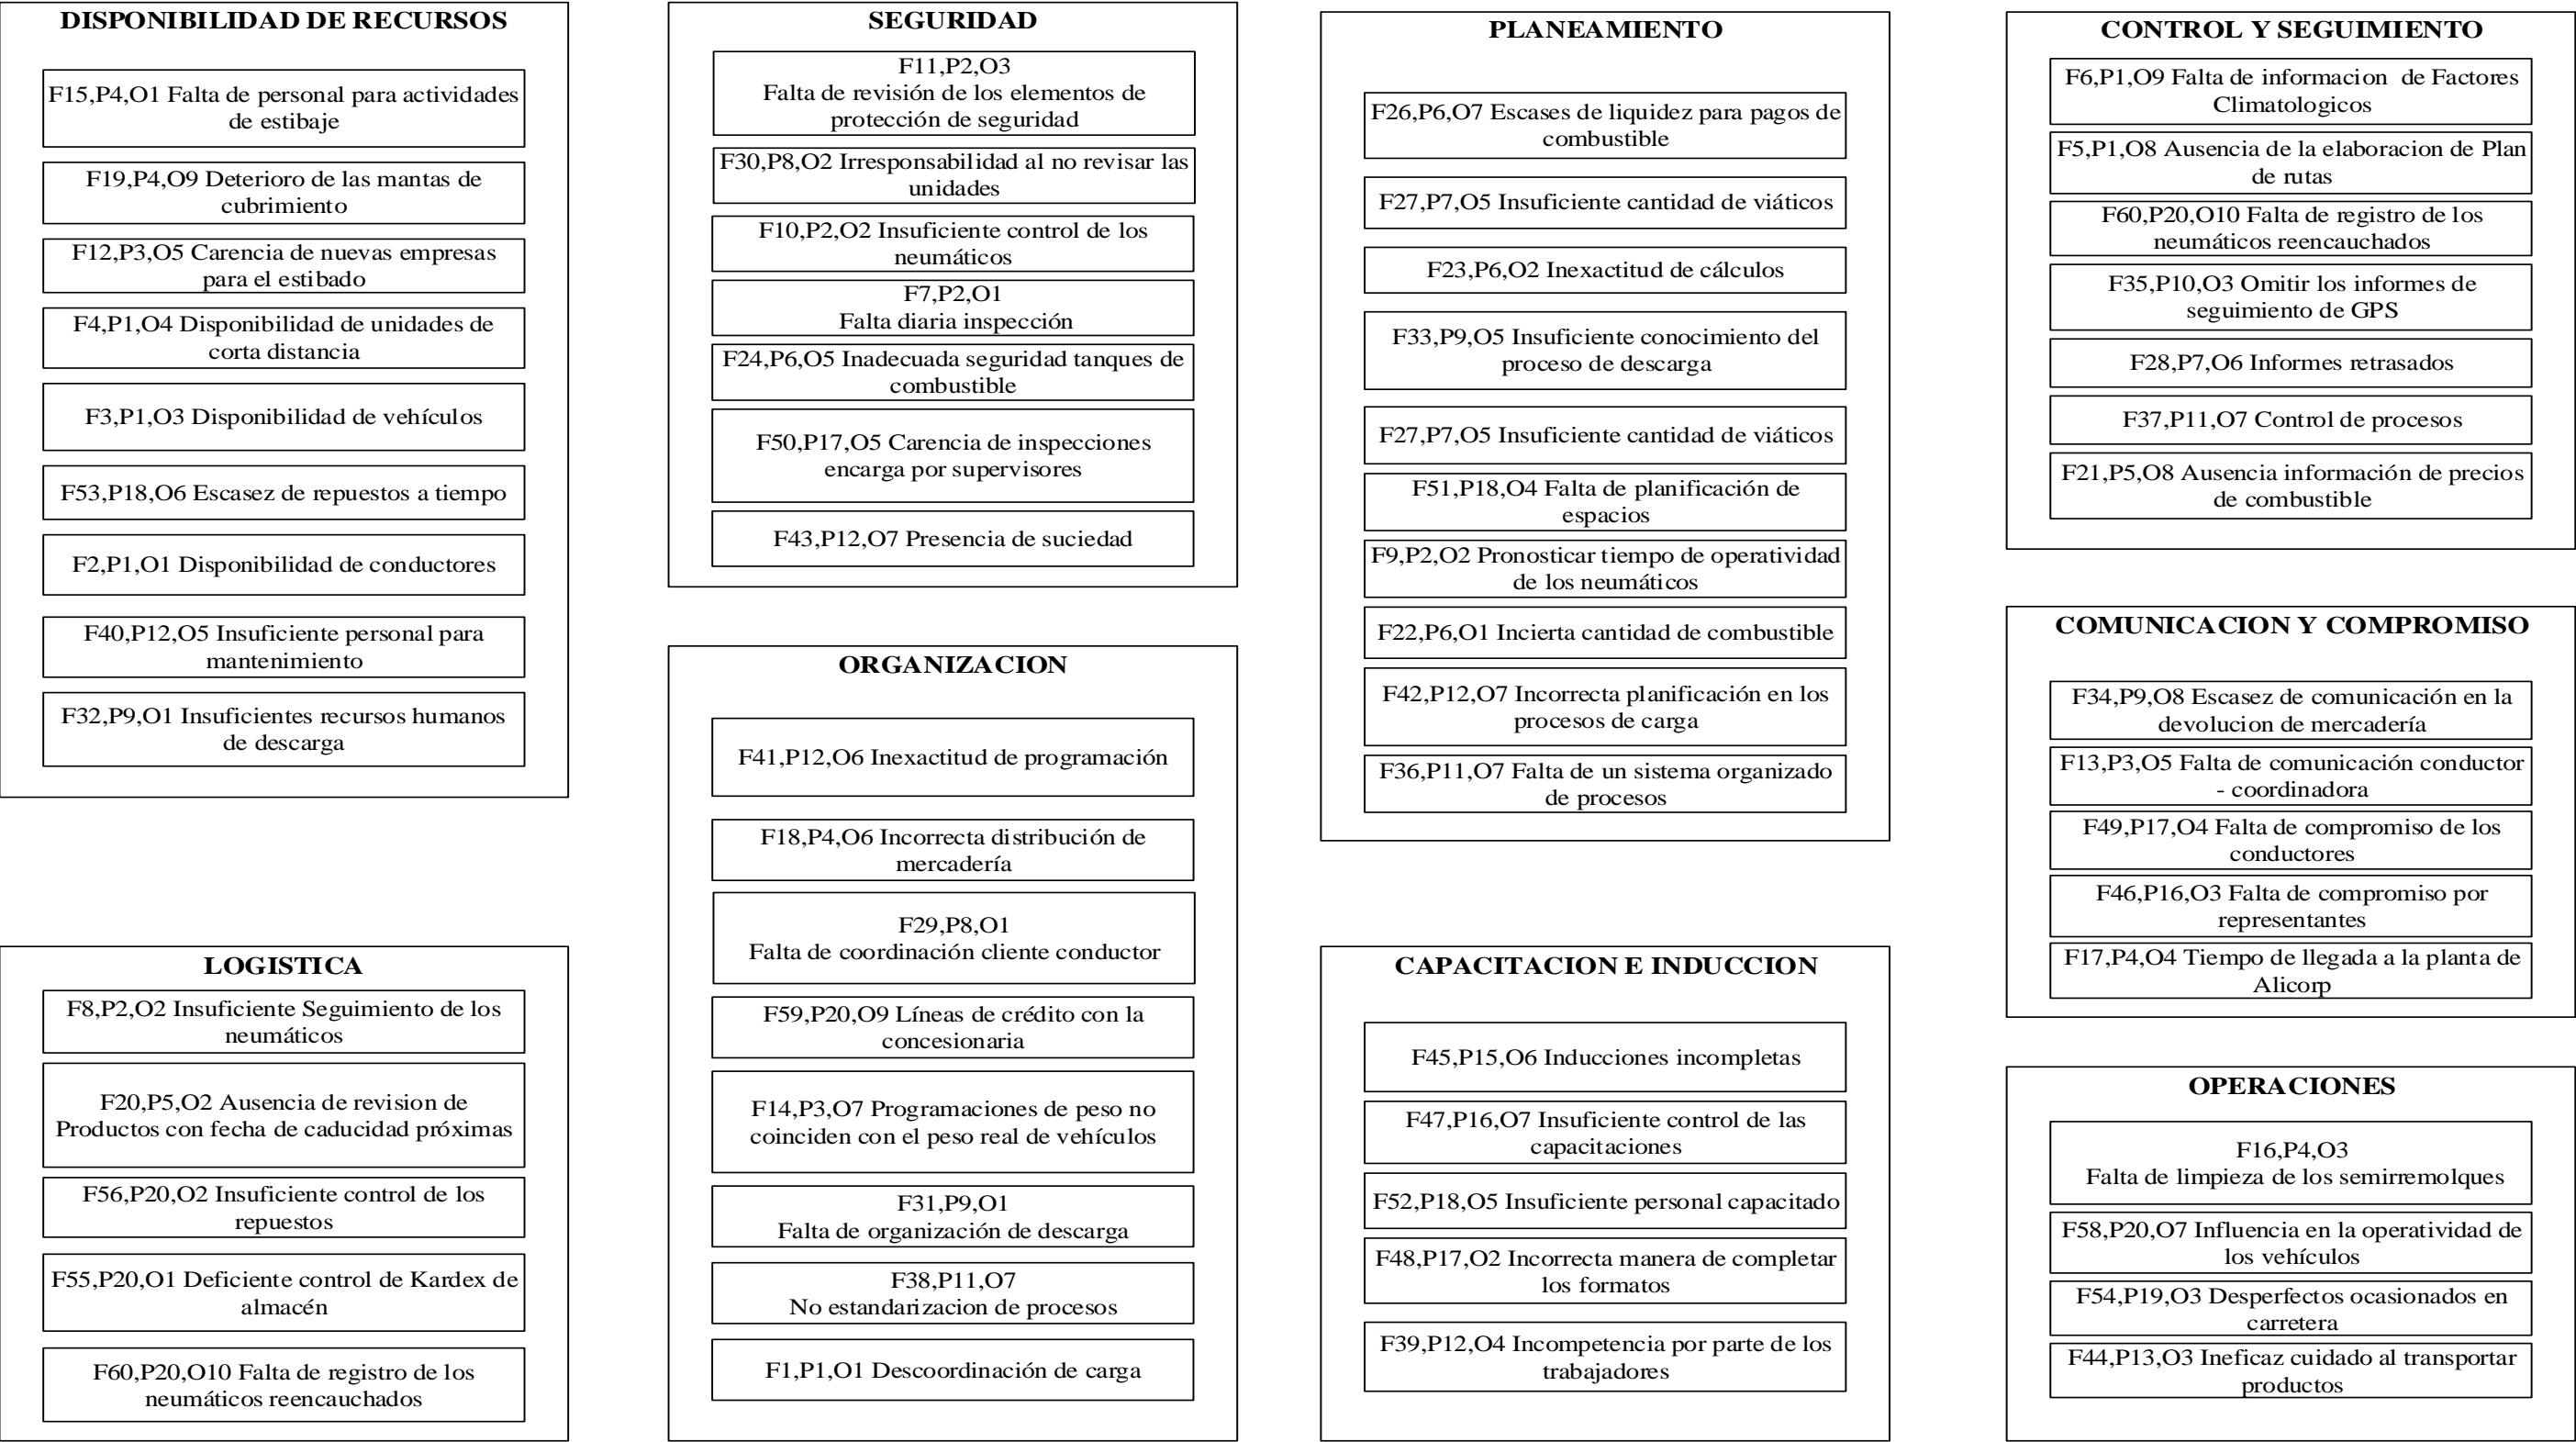 DISPONIBILIDAD DE RECURSOS
F15,P4,O1 Falta de personal para actividades
de estibaje
F19,P4,O9 Deterioro de las mantas de
cubrimiento
F12,P3,O5 Carencia de nuevas empresas
para el estibado
F4,P1,O4 Disponibilidad de unidades de
corta distancia
F3,P1,O3 Disponibilidad de vehículos
F53,P18,O6 Escasez de repuestos a tiempo
F2,P1,O1 Disponibilidad de conductores
F40,P12,O5 Insuficiente personal para
mantenimiento
F32,P9,O1 Insuficientes recursos humanos
de descarga
LOGISTICA
F8,P2,O2 Insuficiente Seguimiento de los
neumáticos
F20,P5,O2 Ausencia de revision de
Productos con fecha de caducidad próximas
F56,P20,O2 Insuficiente control de los
repuestos
F55,P20,O1 Deficiente control de Kardex de
almacén
F60,P20,O10 Falta de registro de los
neumáticos reencauchados
SEGURIDAD
F11,P2,O3
Falta de revisión de los elementos de
protección de seguridad
F30,P8,O2 Irresponsabilidad al no revisar las
unidades
F10,P2,O2 Insuficiente control de los
neumáticos
F7,P2,O1
Falta diaria inspección
F24,P6,O5 Inadecuada seguridad tanques de
combustible
F50,P17,O5 Carencia de inspecciones
encarga por supervisores
F43,P12,O7 Presencia de suciedad
ORGANIZACION
F41,P12,O6 Inexactitud de programación
F18,P4,O6 Incorrecta distribución de
mercadería
F29,P8,O1
Falta de coordinación cliente conductor
F59,P20,O9 Líneas de crédito con la
concesionaria
F14,P3,O7 Programaciones de peso no
coinciden con el peso real de vehículos
F31,P9,O1
Falta de organización de descarga
F38,P11,O7
No estandarizacion de procesos
F1,P1,O1 Descoordinación de carga
PLANEAMIENTO
F26,P6,O7 Escases de liquidez para pagos de
combustible
F27,P7,O5 Insuficiente cantidad de viáticos
F23,P6,O2 Inexactitud de cálculos
F33,P9,O5 Insuficiente conocimiento del
proceso de descarga
F27,P7,O5 Insuficiente cantidad de viáticos
F51,P18,O4 Falta de planificación de
espacios
F9,P2,O2 Pronosticar tiempo de operatividad
de los neumáticos
F22,P6,O1 Incierta cantidad de combustible
F42,P12,O7 Incorrecta planificación en los
procesos de carga
F36,P11,O7 Falta de un sistema organizado
de procesos
CAPACITACION E INDUCCION
F45,P15,O6 Inducciones incompletas
F47,P16,O7 Insuficiente control de las
capacitaciones
F52,P18,O5 Insuficiente personal capacitado
F48,P17,O2 Incorrecta manera de completar
los formatos
F39,P12,O4 Incompetencia por parte de los
trabajadores
CONTROL Y SEGUIMIENTO
F6,P1,O9 Falta de informacion de Factores
Climatologicos
F5,P1,O8 Ausencia de la elaboracion de Plan
de rutas
F60,P20,O10 Falta de registro de los
neumáticos reencauchados
F35,P10,O3 Omitir los informes de
seguimiento de GPS
F28,P7,O6 Informes retrasados
F37,P11,O7 Control de procesos
F21,P5,O8 Ausencia información de precios
de combustible
COMUNICACION Y COMPROMISO
F34,P9,O8 Escasez de comunicación en la
devolucion de mercadería
F13,P3,O5 Falta de comunicación conductor
- coordinadora
F49,P17,O4 Falta de compromiso de los
conductores
F46,P16,O3 Falta de compromiso por
representantes
F17,P4,O4 Tiempo de llegada a la planta de
Alicorp
OPERACIONES
F16,P4,O3
Falta de limpieza de los semirremolques
F58,P20,O7 Influencia en la operatividad de
los vehículos
F54,P19,O3 Desperfectos ocasionados en
carretera
F44,P13,O3 Ineficaz cuidado al transportar
productos